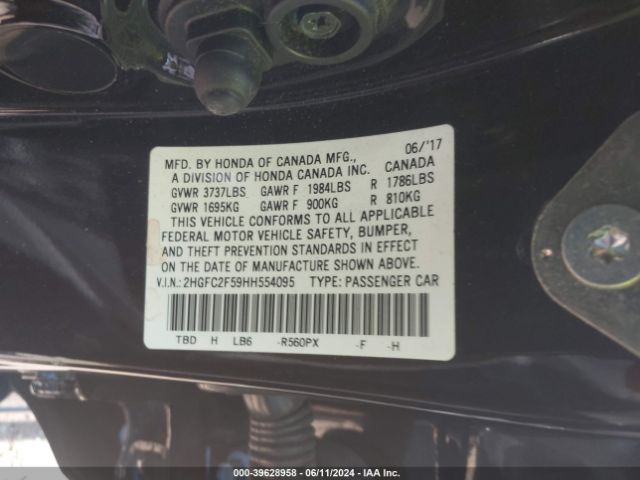 06/'17
MFD. BY HONDA OF CANADA MFG.,
A DIVISION OF HONDA CANADA INC. CANADA
GVWR 3737LBS GAWR F 1984LBS R 1786LBS
GVWR 1695KG GAWR F 900KG R 810KG
THIS VEHICLE CONFORMS TO ALL APPLICABLE
FEDERAL MOTOR VEHICLE SAFETY, BUMPER,
AND THEFT PREVENTION STANDARDS IN EFFECT
ON THE DATE OF MANUFACTURE SHOWN ABOVE.
V.I.N.: 2HGFC2F59HH554095 TYPE: PASSENGER CAR
TBD H LB6 -R560PX -F -H
000-39628958 - 06/11/2024 - IAA Inc.